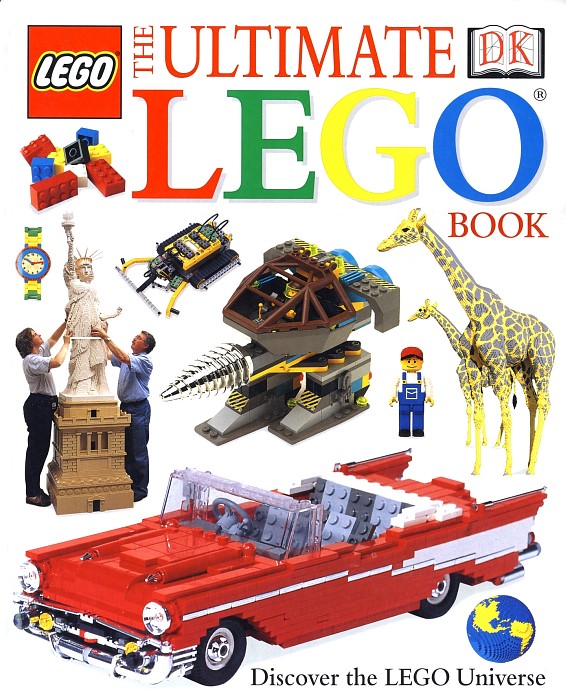 LEGO
THE ULTIMATE
DK
LEGO®
BOOK
Discover the LEGO Universe